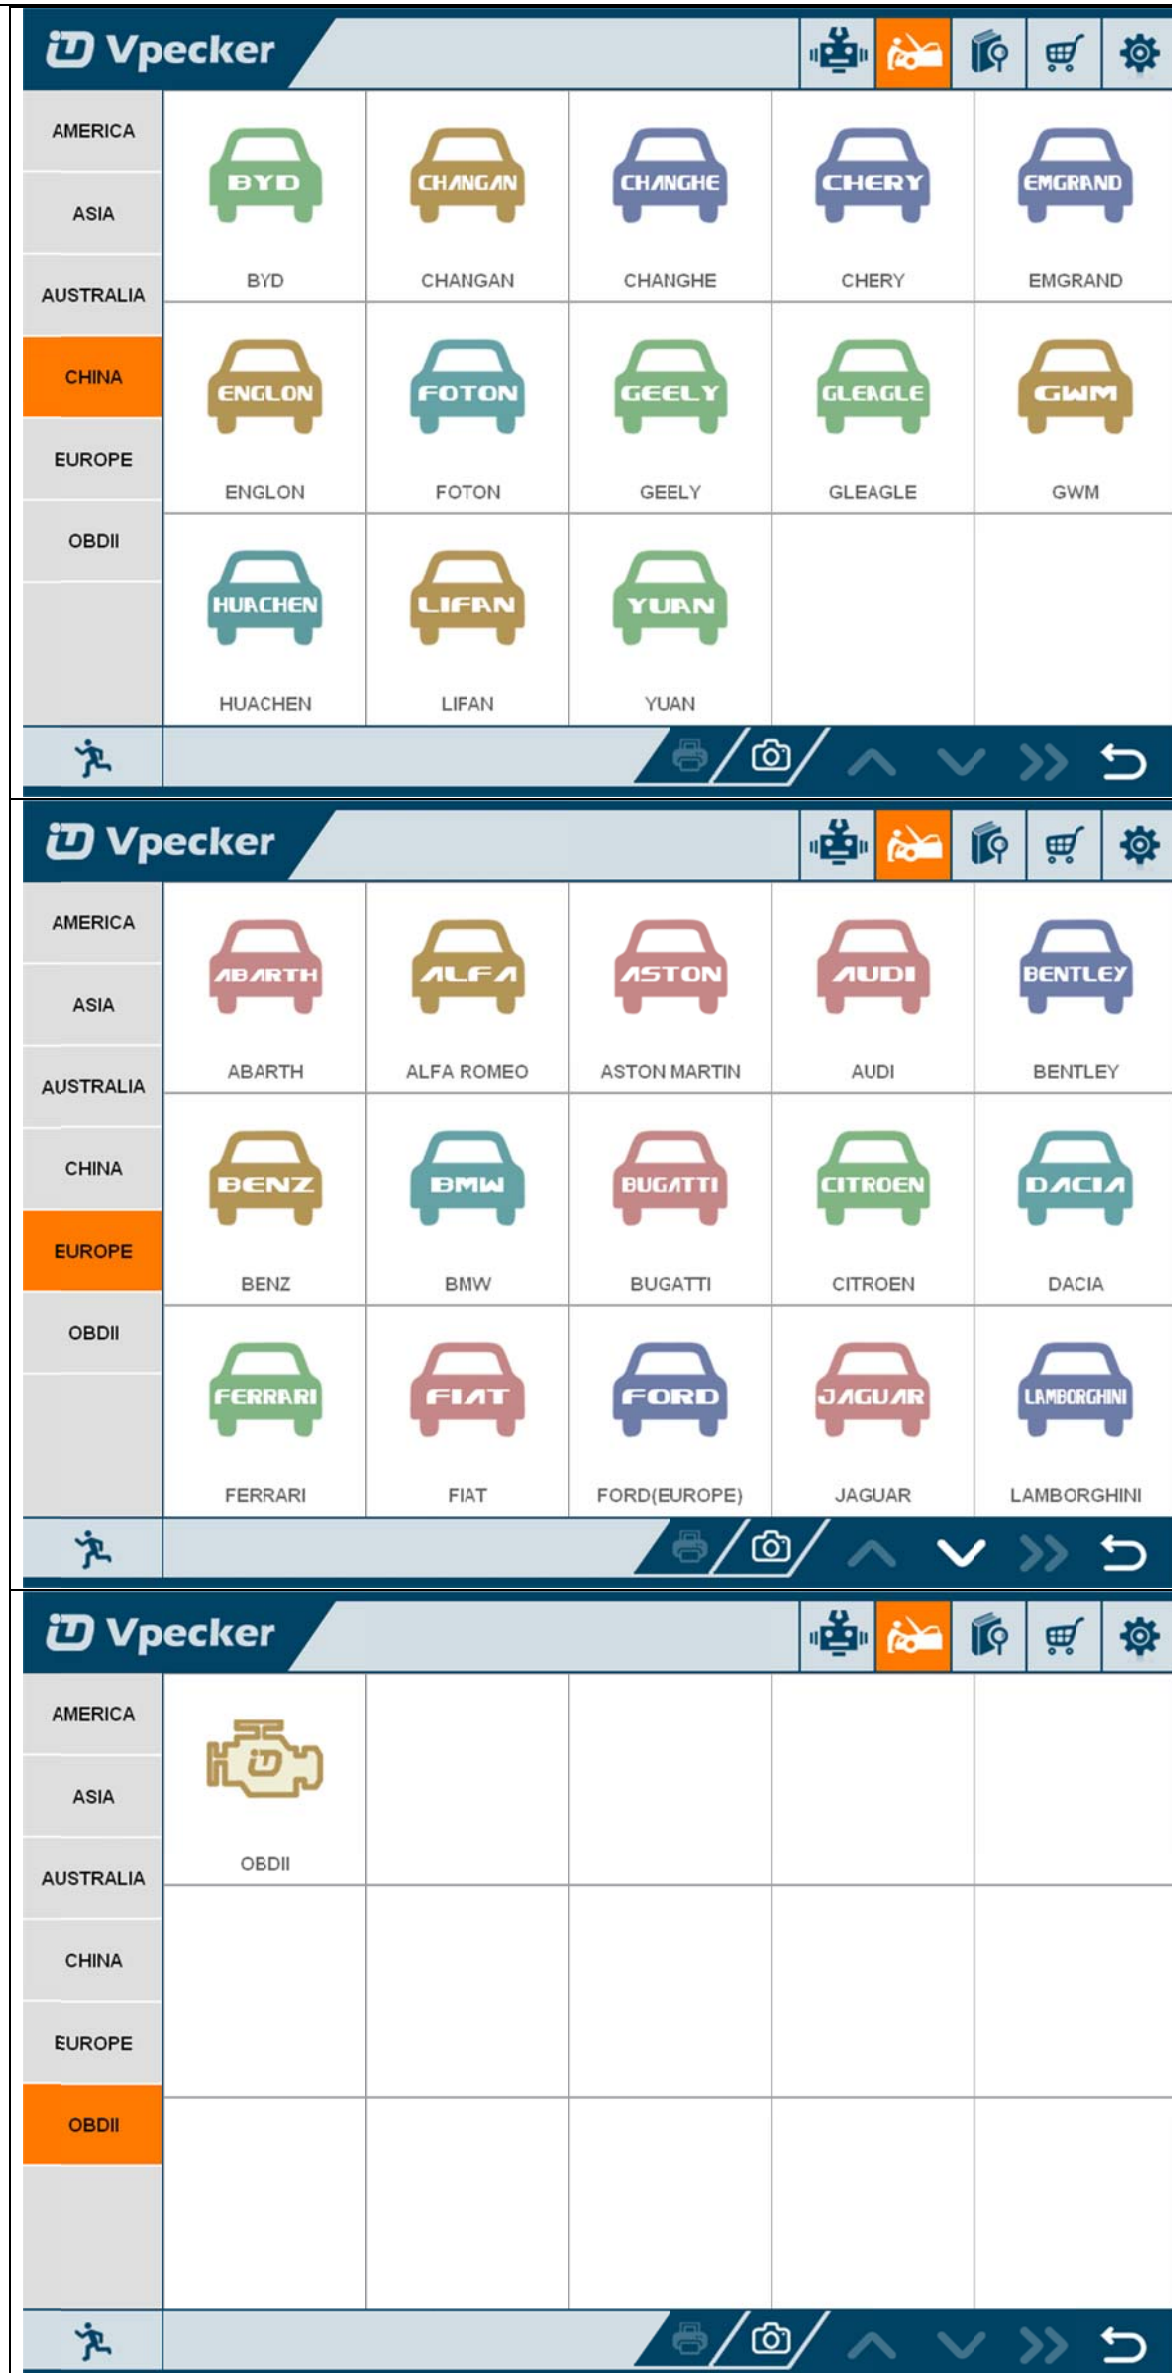 Vpecker
AMERICA
ASIA
AUSTRALIA
CHINA
EUROPE
OBDII
BYD CHANGAN CHANGHE CHERY EMGRAND
BYD CHANGAN CHANGHE CHERY EMGRAND
ENGLON FOTON GEELY GLEAGLE GWM
ENGLON FOTON GEELY GLEAGLE GWM
HUACHEN LIFAN YUAN
HUACHEN LIFAN YUAN
Vpecker
AMERICA
ASIA
AUSTRALIA
CHINA
EUROPE
OBDII
ABARTH ALFA ASTON AUDI BENTLEY
ABARTH ALFA ROMEO ASTON MARTIN AUDI BENTLEY
BENZ BMW BUGATTI CITROEN DACIA
BENZ BMW BUGATTI CITROEN DACIA
FERRARI FIAT FORD JAGUAR LAMBORGHINI
FERRARI FIAT FORD(EUROPE) JAGUAR LAMBORGHINI
Vpecker
AMERICA
ASIA
AUSTRALIA
CHINA
EUROPE
OBDII
OBDII